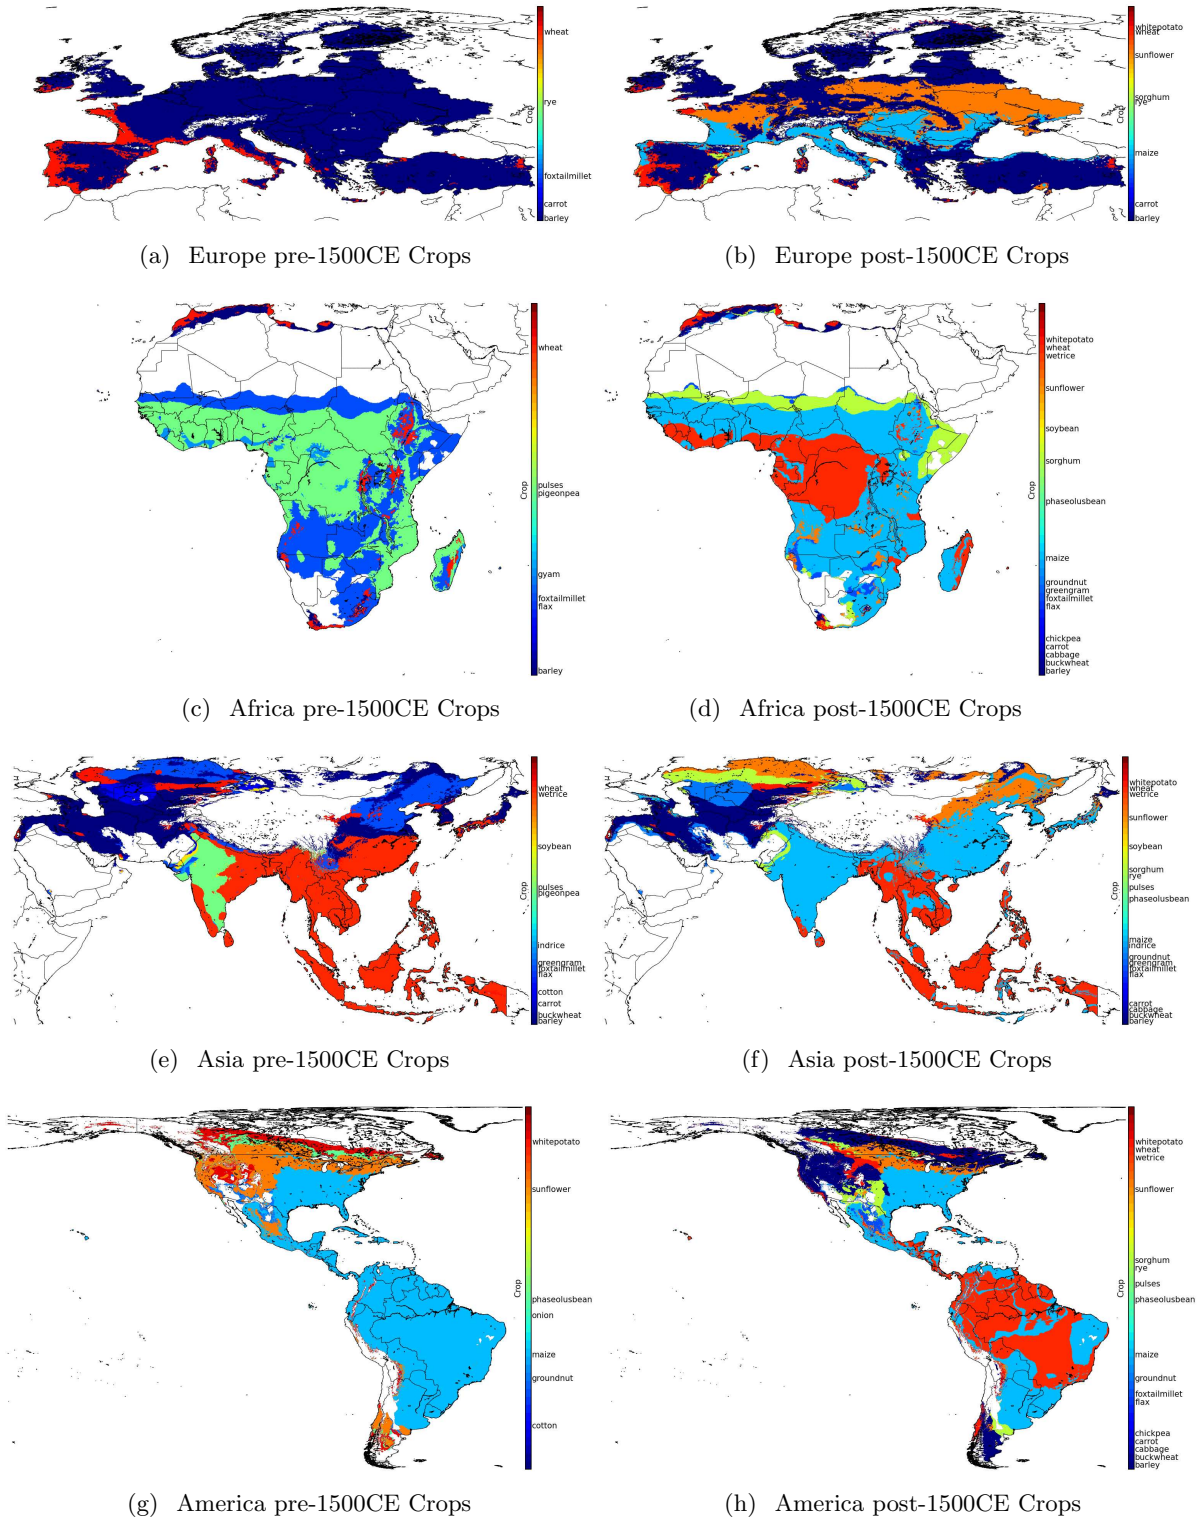 wheat
rye
Crop
foxtailmillet
carrot
barley
(a) Europe pre-1500CE Crops
whitepotato
wheat
sunflower
sorghum
rye
Crop
maize
carrot
barley
(b) Europe post-1500CE Crops
wheat
pulses
pigeonpea
Crop
gyam
foxtailmillet
flax
barley
(c) Africa pre-1500CE Crops
whitepotato
wheat
wetrice
sunflower
soybean
sorghum
Crop
phaseolusbean
maize
groundnut
greengram
foxtailmillet
flax
chickpea
carrot
cabbage
buckwheat
barley
(d) Africa post-1500CE Crops
wheat
wetrice
soybean
pulses
pigeonpea
Crop
indrice
greengram
foxtailmillet
flax
cotton
carrot
buckwheat
barley
(e) Asia pre-1500CE Crops
whitepotato
wheat
wetrice
sunflower
soybean
sorghum
rye
pulses
Crop
phaseolusbean
maize
indrice
groundnut
greengram
foxtailmillet
flax
carrot
cabbage
buckwheat
barley
(f) Asia post-1500CE Crops
whitepotato
sunflower
Crop
phaseolusbean
onion
maize
groundnut
cotton
(g) America pre-1500CE Crops
whitepotato
wheat
wetrice
sunflower
sorghum
rye
pulses
Crop
phaseolusbean
maize
groundnut
foxtailmillet
flax
chickpea
carrot
cabbage
buckwheat
barley
(h) America post-1500CE Crops